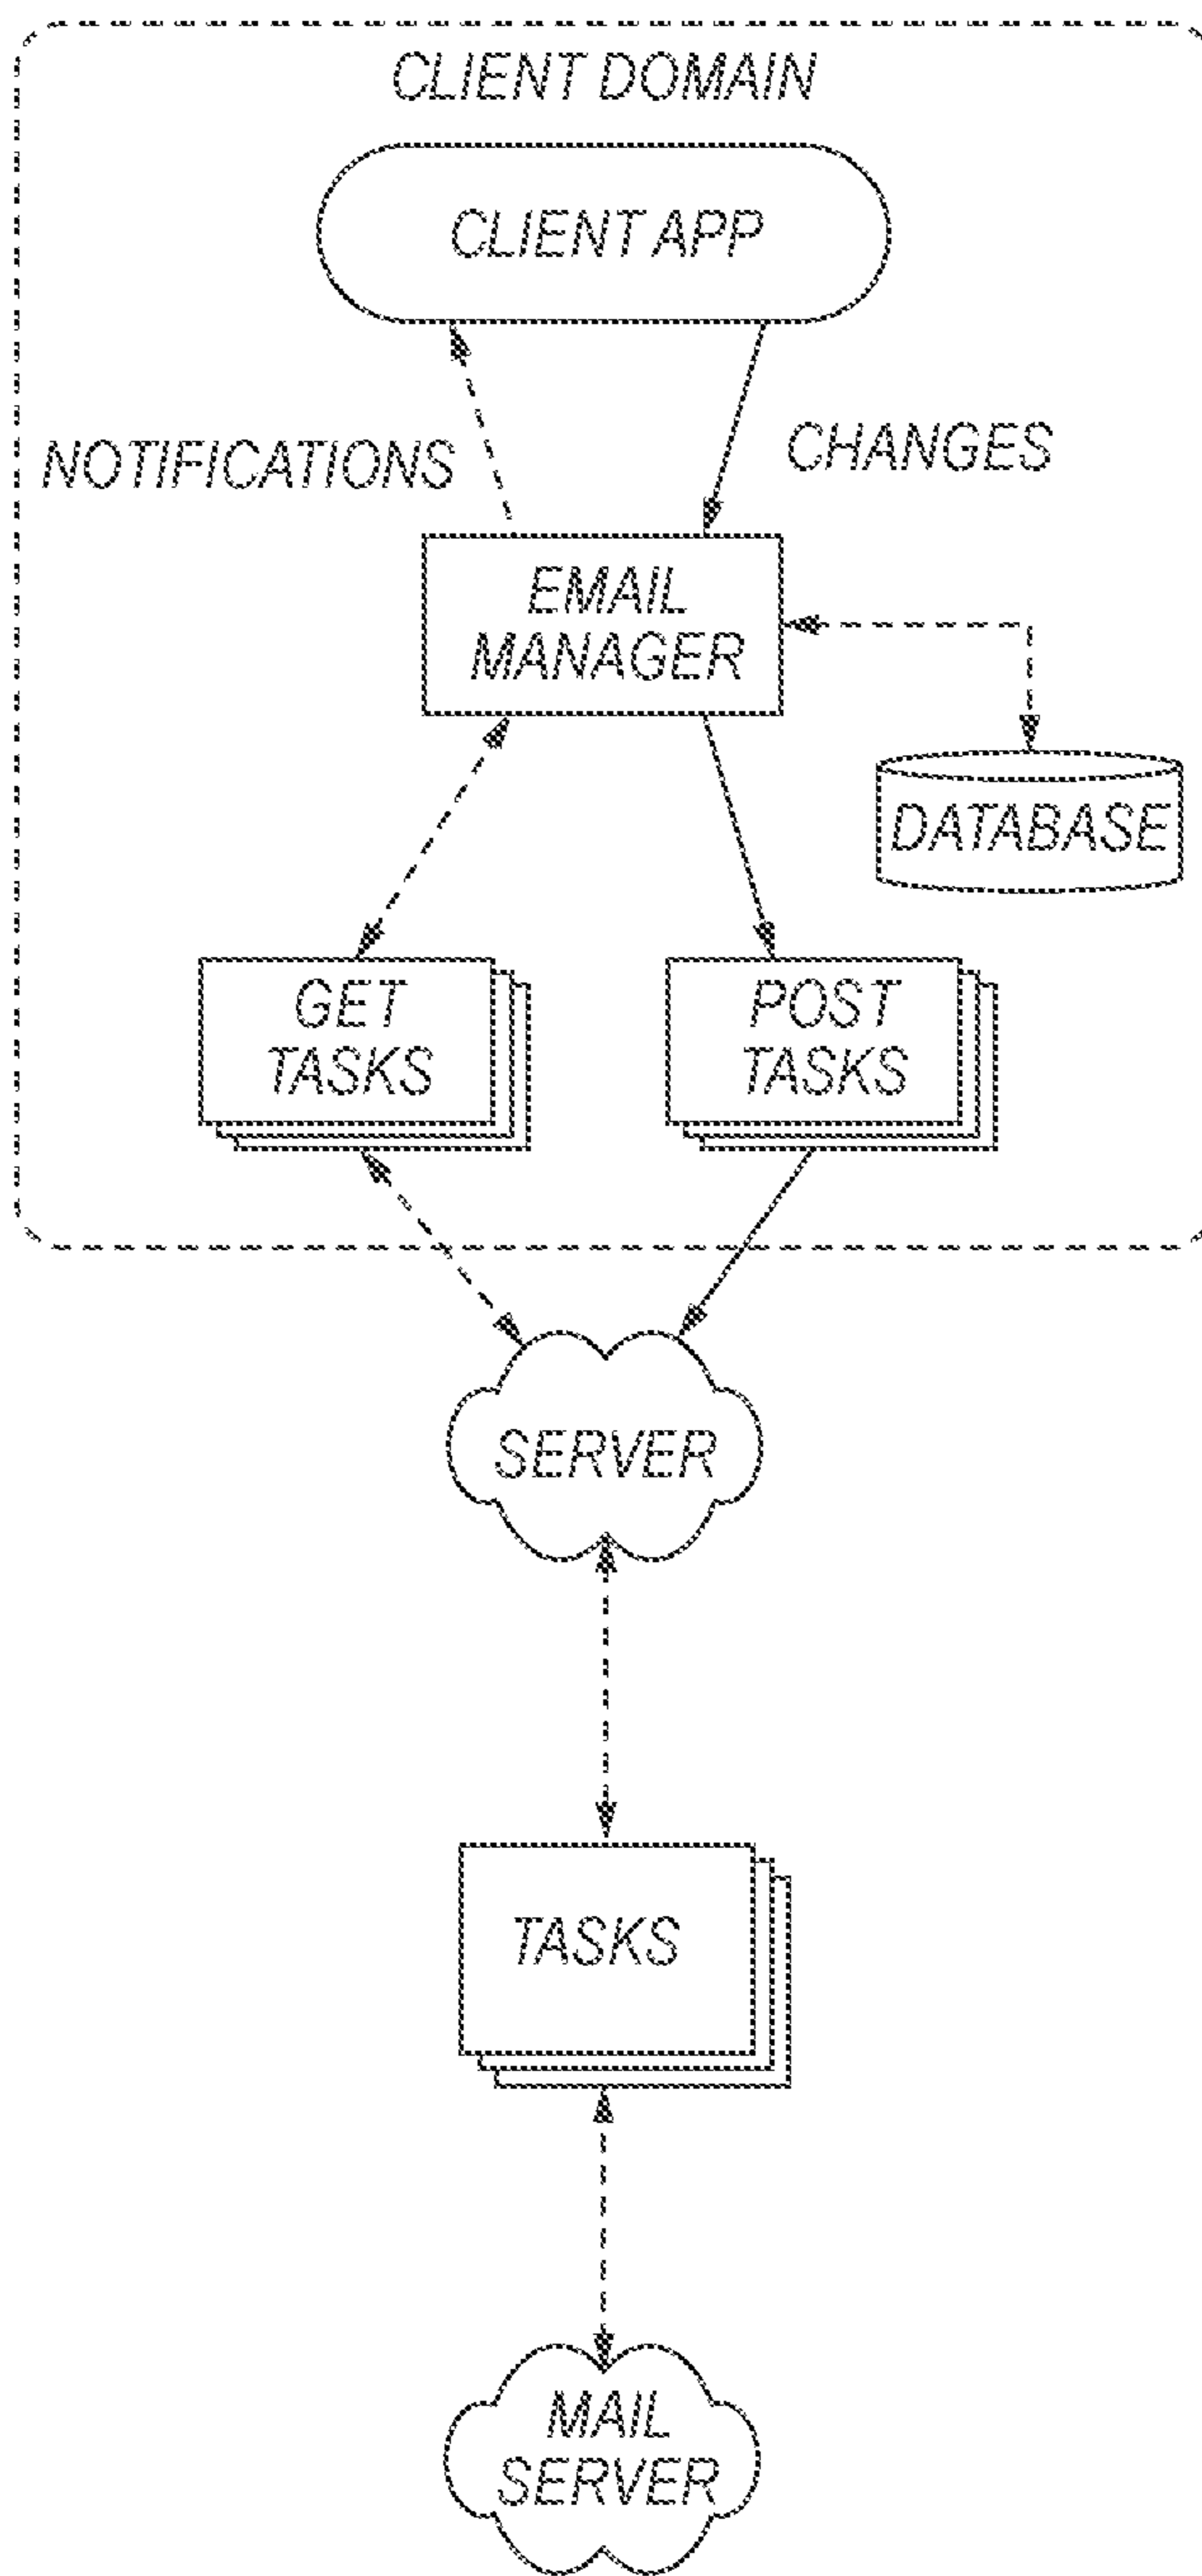 CLIENT DOMAIN
CLIENT APP
NOTIFICATIONS
CHANGES
EMAIL
MANAGER
DATABASE
GET
TASKS
POST
TASKS
SERVER
TASKS
MAIL
SERVER